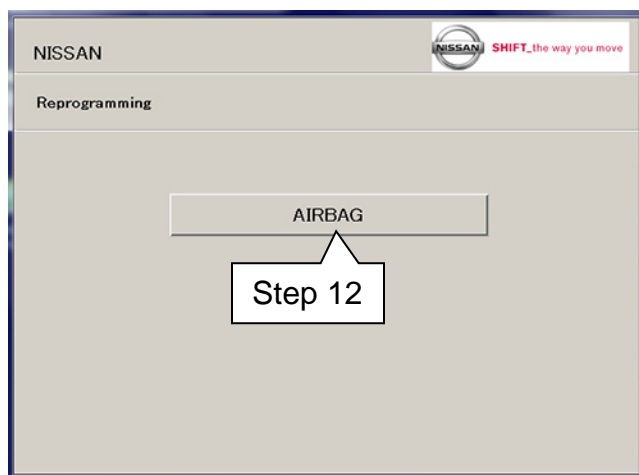 NISSAN
NISSAN SHIFT_the way you move
Reprogramming
AIRBAG
Step 12